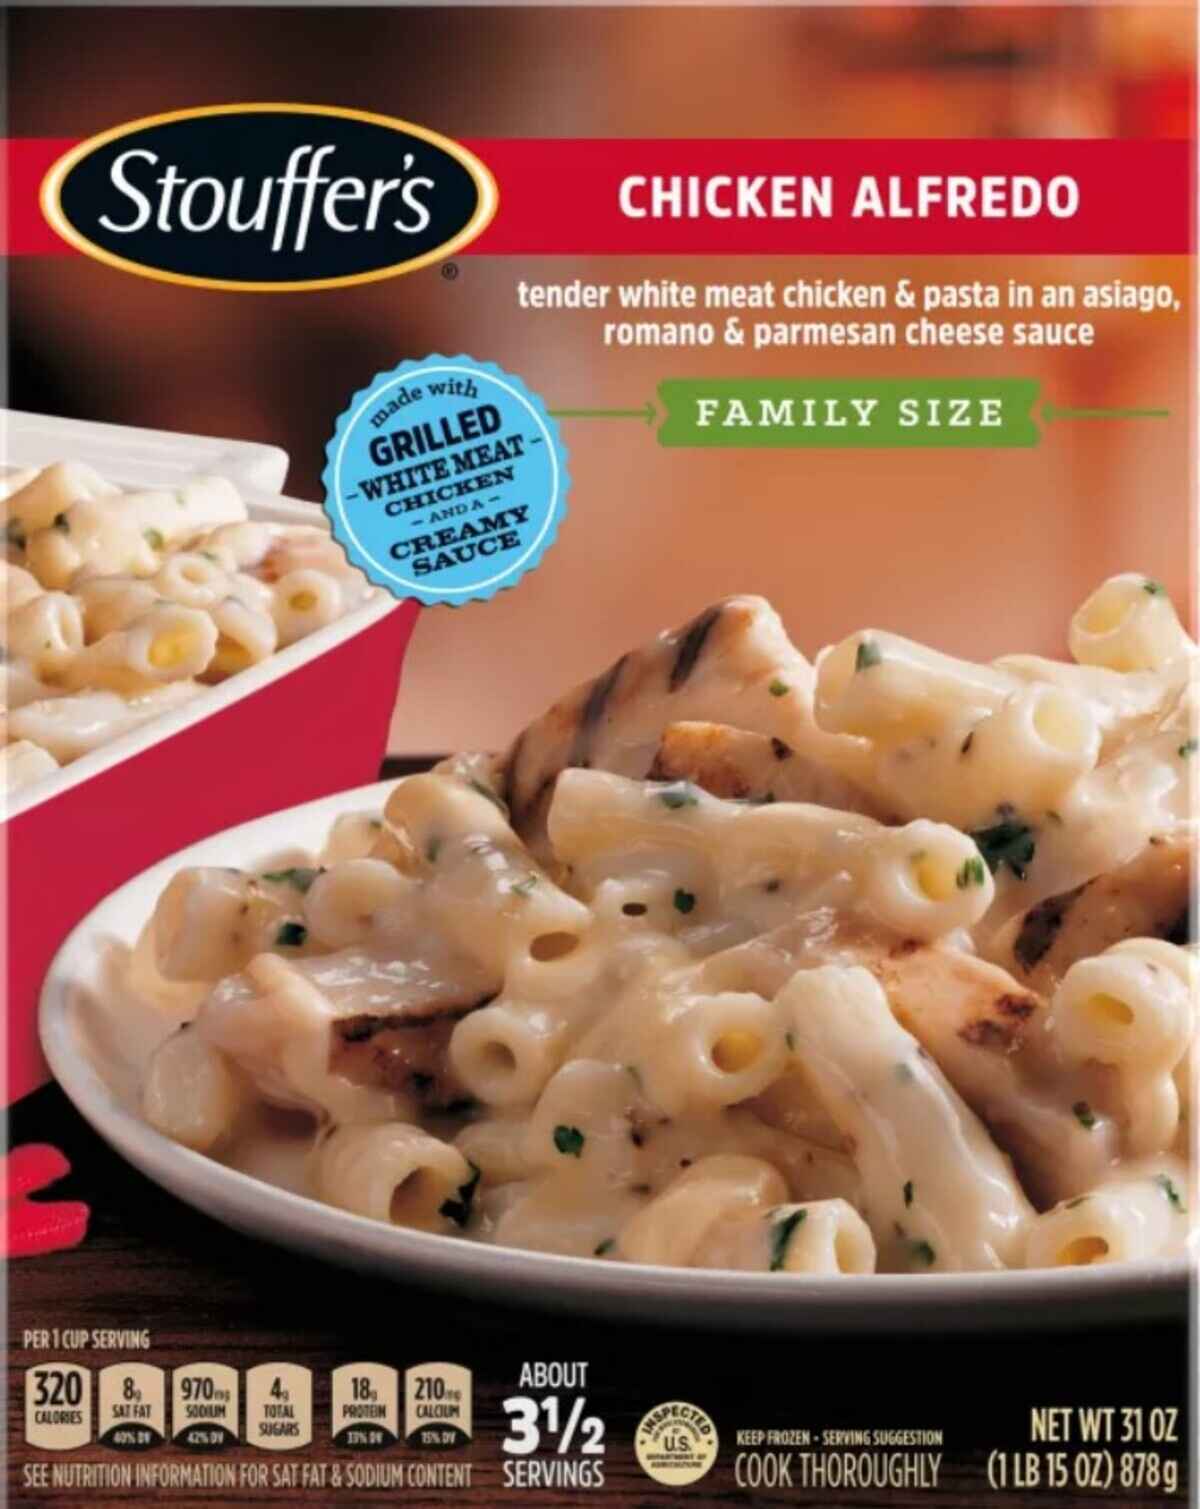 Stouffer's
®
CHICKEN ALFREDO
tender white meat chicken & pasta in an asiago,
romano & parmesan cheese sauce
FAMILY SIZE
made with
GRILLED
- WHITE MEAT -
CHICKEN
- AND A -
CREAMY
SAUCE
PER 1 CUP SERVING
320
CALORIES
8g
SAT FAT
40% DV
970mg
SODIUM
42% DV
4g
TOTAL
SUGARS
18g
PROTEIN
33% DV
210mg
CALCIUM
15% DV
SEE NUTRITION INFORMATION FOR SAT FAT & SODIUM CONTENT
ABOUT
3½
SERVINGS
INSPECTED
U.S.
DEPARTMENT OF
AGRICULTURE
KEEP FROZEN - SERVING SUGGESTION
COOK THOROUGHLY
NET WT 31 OZ
(1 LB 15 OZ) 878g